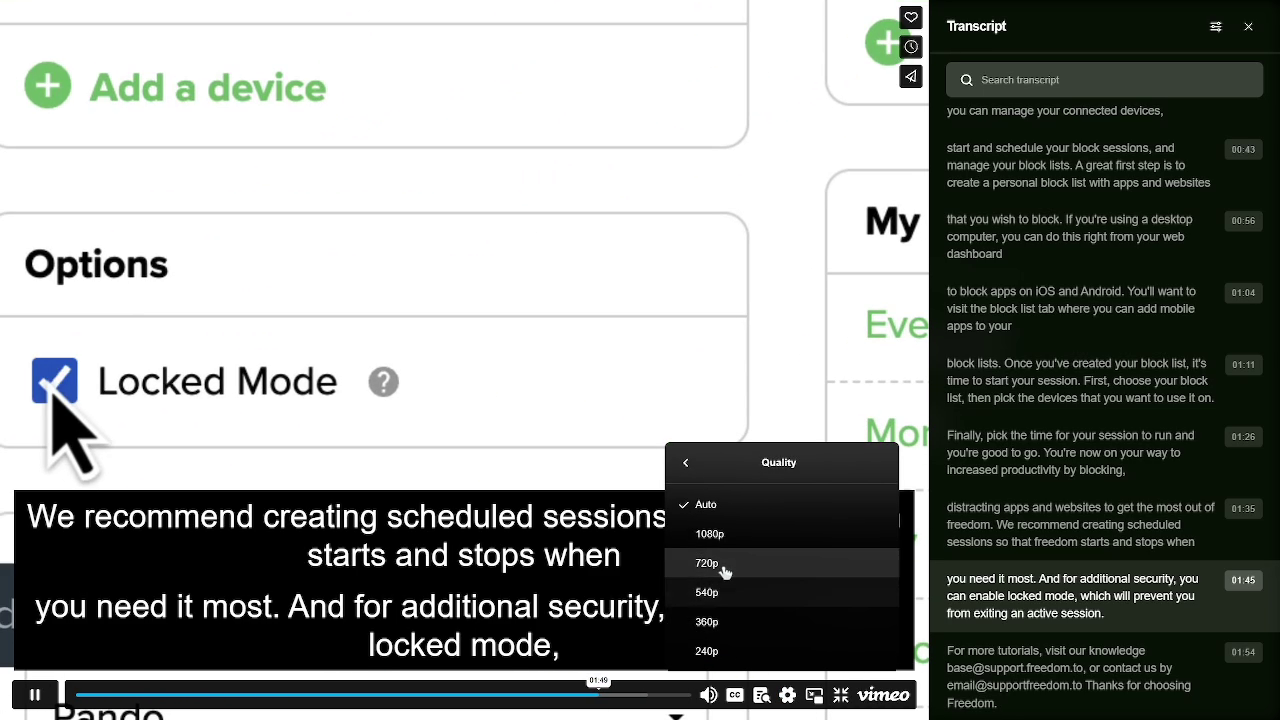 Add a device
Options
Locked Mode
?
My
Eve
Mor
We recommend creating scheduled sessions
starts and stops when
you need it most. And for additional security,
locked mode,
Quality
Auto
1080p
720p
540p
360p
240p
01:49
CC
vimeo
Pando
Transcript
Search transcript
you can manage your connected devices,
start and schedule your block sessions, and
manage your block lists. A great first step is to
create a personal block list with apps and websites
00:43
that you wish to block. If you're using a desktop
computer, you can do this right from your web
dashboard
00:56
to block apps on iOS and Android. You'll want to
visit the block list tab where you can add mobile
apps to your
01:04
block lists. Once you've created your block list, it's
time to start your session. First, choose your block
list, then pick the devices that you want to use it on.
01:11
Finally, pick the time for your session to run and
you're good to go. You're now on your way to
increased productivity by blocking,
01:26
distracting apps and websites to get the most out of
freedom. We recommend creating scheduled
sessions so that freedom starts and stops when
01:35
you need it most. And for additional security, you
can enable locked mode, which will prevent you
from exiting an active session.
01:45
For more tutorials, visit our knowledge
base@support.freedom.to, or contact us by
email@supportfreedom.to Thanks for choosing
Freedom.
01:54